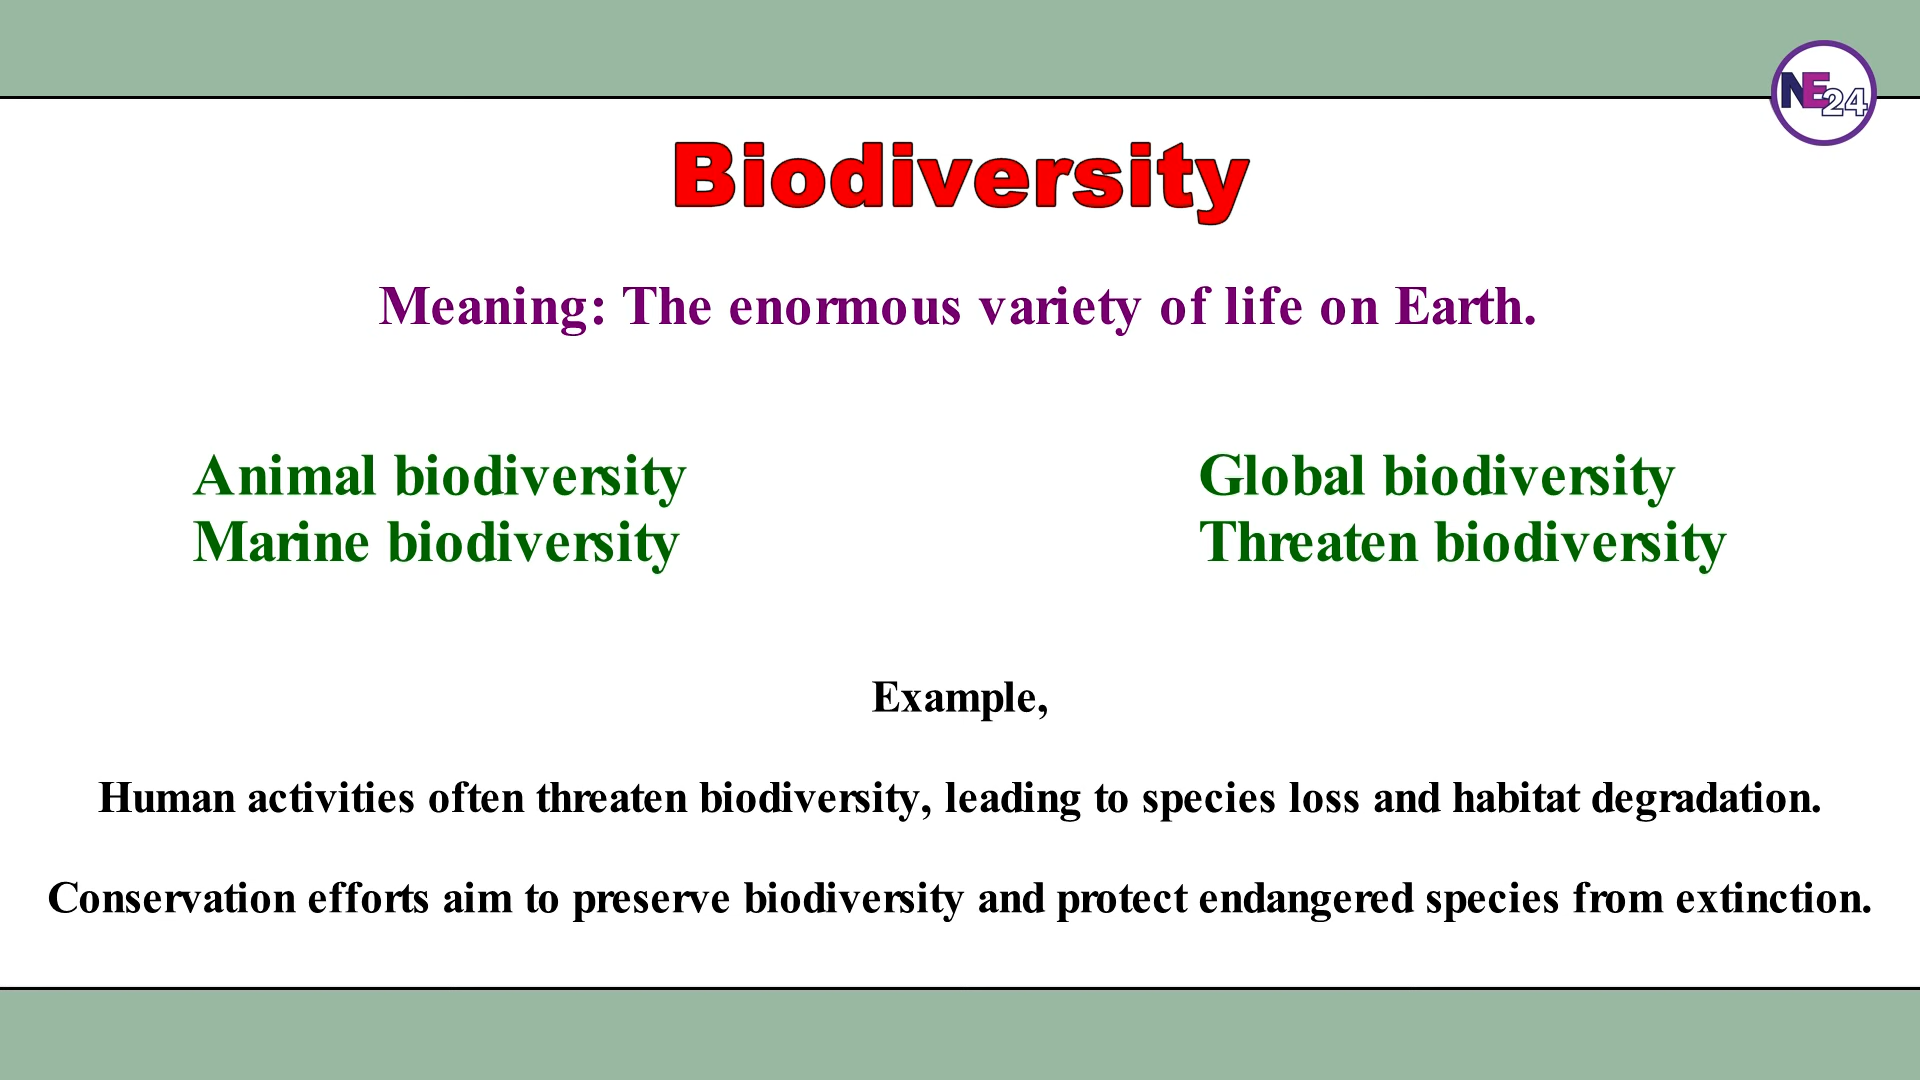 NE24
Biodiversity
Meaning: The enormous variety of life on Earth.
Animal biodiversity
Marine biodiversity
Global biodiversity
Threaten biodiversity
Example,
Human activities often threaten biodiversity, leading to species loss and habitat degradation.
Conservation efforts aim to preserve biodiversity and protect endangered species from extinction.